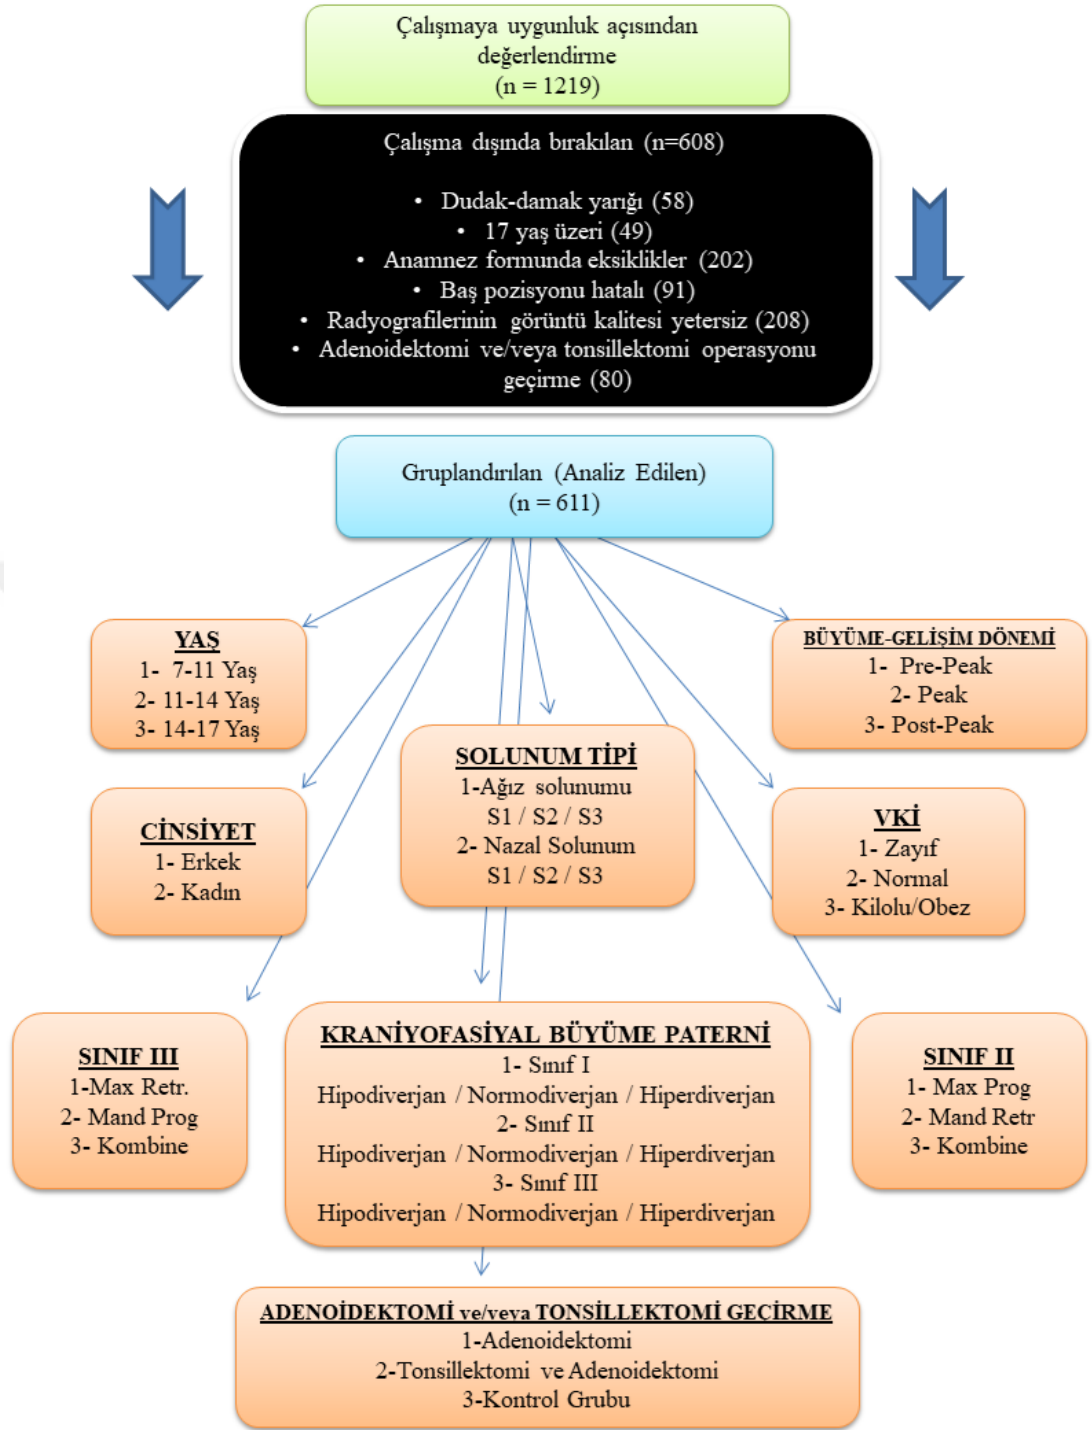 Çalışmaya uygunluk açısından
değerlendirme
(n = 1219)
Çalışma dışında bırakılan (n=608)
• Dudak-damak yarığı (58)
• 17 yaş üzeri (49)
• Anamnez formunda eksiklikler (202)
• Baş pozisyonu hatalı (91)
• Radyografilerinin görüntü kalitesi yetersiz (208)
• Adenoidektomi ve/veya tonsillektomi operasyonu
geçirme (80)
Gruplandırılan (Analiz Edilen)
(n = 611)
YAŞ
1- 7-11 Yaş
2- 11-14 Yaş
3- 14-17 Yaş
BÜYÜME-GELİŞİM DÖNEMİ
1- Pre-Peak
2- Peak
3- Post-Peak
SOLUNUM TİPİ
1-Ağız solunumu
S1 / S2 / S3
2- Nazal Solunum
S1 / S2 / S3
CİNSİYET
1- Erkek
2- Kadın
VKİ
1- Zayıf
2- Normal
3- Kilolu/Obez
SINIF III
1-Max Retr.
2- Mand Prog
3- Kombine
KRANİYOFASİYAL BÜYÜME PATERNİ
1- Sınıf I
Hipodiverjan / Normodiverjan / Hiperdiverjan
2- Sınıf II
Hipodiverjan / Normodiverjan / Hiperdiverjan
3- Sınıf III
Hipodiverjan / Normodiverjan / Hiperdiverjan
SINIF II
1- Max Prog
2- Mand Retr
3- Kombine
ADENOİDEKTOMİ ve/veya TONSİLLEKTOMİ GEÇİRME
1-Adenoidektomi
2-Tonsillektomi ve Adenoidektomi
3-Kontrol Grubu